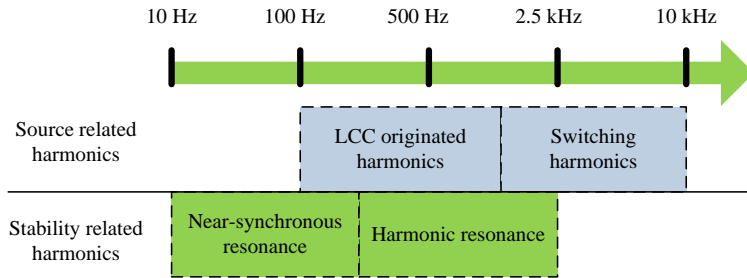 10 Hz 100 Hz 500 Hz 2.5 kHz 10 kHz
Source related
harmonics
LCC originated
harmonics
Switching
harmonics
Stability related
harmonics
Near-synchronous
resonance
Harmonic resonance